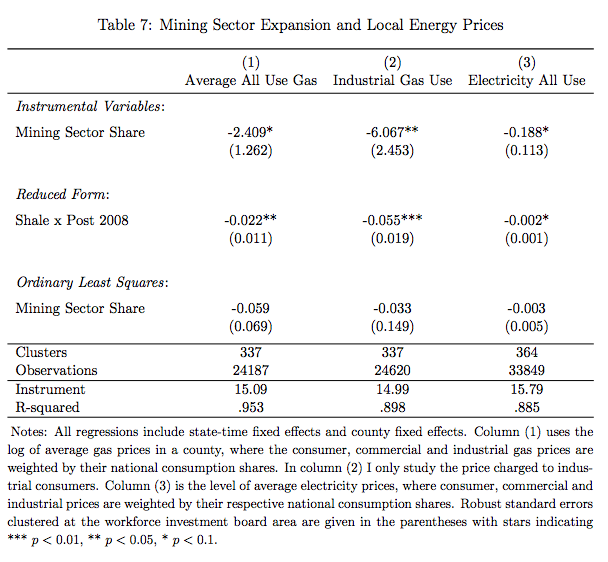 Table 7: Mining Sector Expansion and Local Energy Prices
(1) (2) (3)
Average All Use Gas Industrial Gas Use Electricity All Use
Instrumental Variables:
Mining Sector Share -2.409* -6.067** -0.188*
(1.262) (2.453) (0.113)
Reduced Form:
Shale x Post 2008 -0.022** -0.055*** -0.002*
(0.011) (0.019) (0.001)
Ordinary Least Squares:
Mining Sector Share -0.059 -0.033 -0.003
(0.069) (0.149) (0.005)
Clusters 337 337 364
Observations 24187 24620 33849
Instrument 15.09 14.99 15.79
R-squared .953 .898 .885
Notes: All regressions include state-time fixed effects and county fixed effects. Column (1) uses the
log of average gas prices in a county, where the consumer, commercial and industrial gas prices are
weighted by their national consumption shares. In column (2) I only study the price charged to indus-
trial consumers. Column (3) is the level of average electricity prices, where consumer, commercial and
industrial prices are weighted by their respective national consumption shares. Robust standard errors
clustered at the workforce investment board area are given in the parentheses with stars indicating
*** p < 0.01, ** p < 0.05, * p < 0.1.